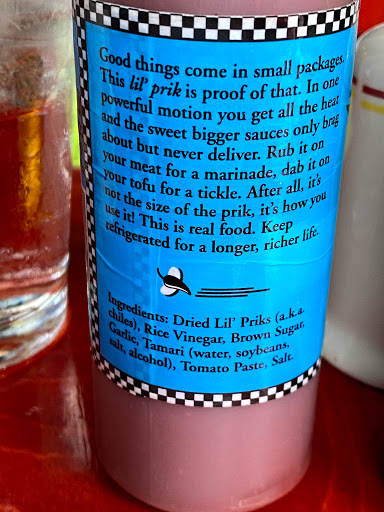 Good things come in small packages.
This lil' prik is proof of that. In one
powerful motion you get all the heat
and the sweet bigger sauces only brag
about but never deliver. Rub it on
your meat for a marinade, dab it on
your tofu for a tickle. After all, it's
not the size of the prik, it's how you
use it! This is real food. Keep
refrigerated for a longer, richer life.
Ingredients: Dried Lil' Priks (a.k.a.
chiles), Rice Vinegar, Brown Sugar,
Garlic, Tamari (water, soybeans,
salt, alcohol), Tomato Paste, Salt.